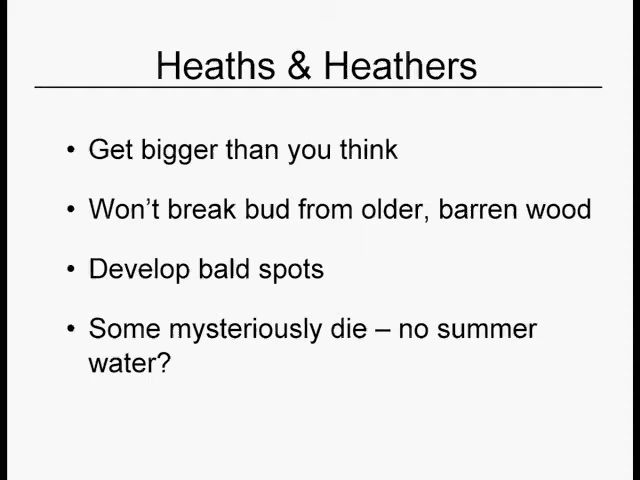 Heaths & Heathers
• Get bigger than you think
• Won't break bud from older, barren wood
• Develop bald spots
• Some mysteriously die – no summer
water?